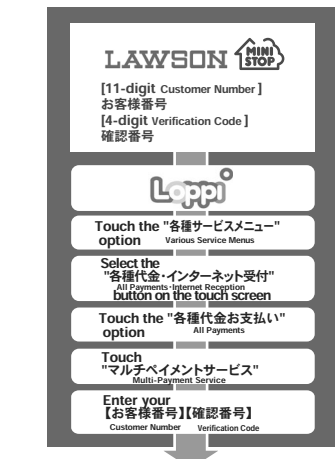 LAWSON MINI STOP
[11-digit Customer Number]
お客様番号
[4-digit Verification Code]
確認番号
Loppi
Touch the "各種サービスメニュー"
option Various Service Menus
Select the
"各種代金・インターネット受付"
All Payments·Internet Reception
button on the touch screen
Touch the "各種代金お支払い"
option All Payments
Touch
"マルチペイメントサービス"
Multi-Payment Service
Enter your
【お客様番号】【確認番号】
Customer Number Verification Code